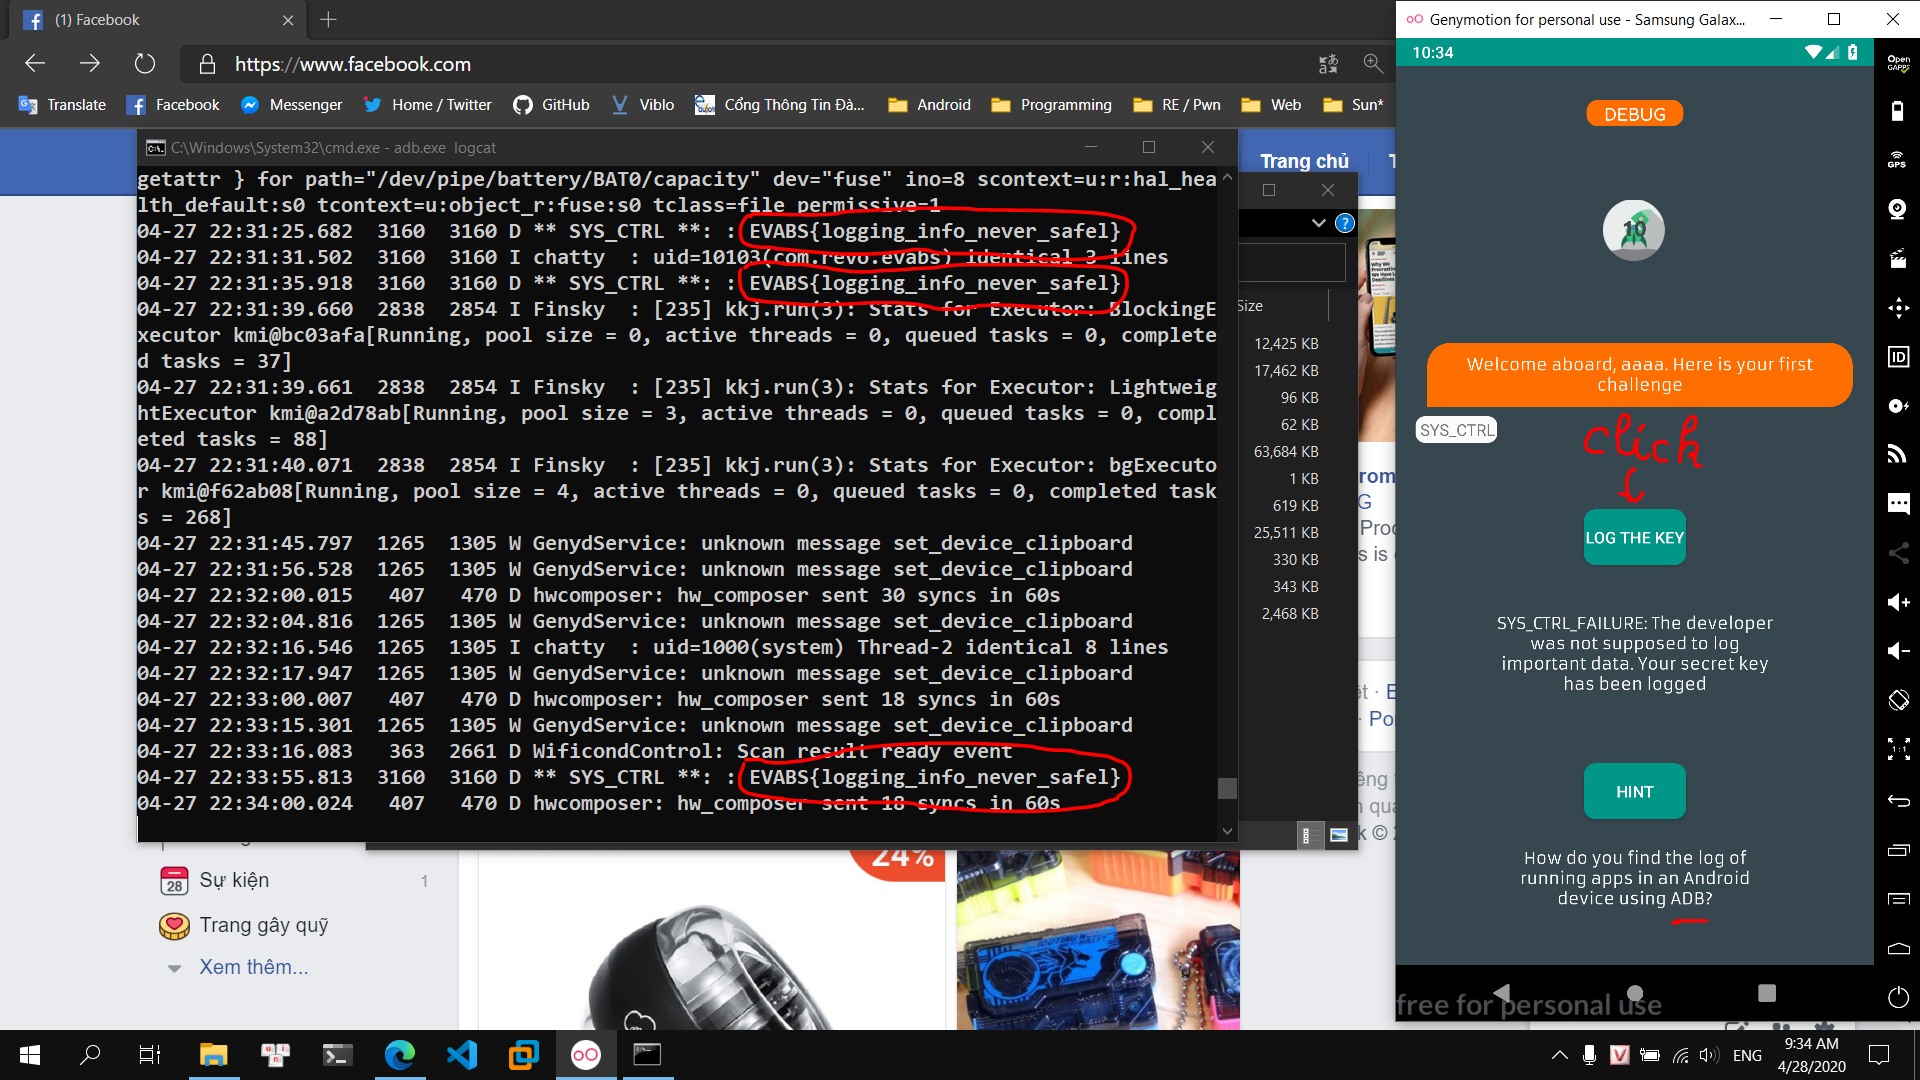 (1) Facebook
Genymotion for personal use - Samsung Galax...
https://www.facebook.com
Translate
Facebook
Messenger
Home / Twitter
GitHub
Viblo
Cổng Thông Tin Đà...
Android
Programming
RE / Pwn
Web
Sun*
C:\Windows\System32\cmd.exe - adb.exe  logcat
getattr } for path="/dev/pipe/battery/BAT0/capacity" dev="fuse" ino=8 scontext=u:r:hal_hea
lth_default:s0 tcontext=u:object_r:fuse:s0 tclass=file permissive=1
04-27 22:31:25.682  3160  3160 D ** SYS_CTRL **: : EVABS{logging_info_never_safel}
04-27 22:31:31.502  3160  3160 I chatty  : uid=10103(com.revo.evabs) identical 3 lines
04-27 22:31:35.918  3160  3160 D ** SYS_CTRL **: : EVABS{logging_info_never_safel}
04-27 22:31:39.660  2838  2854 I Finsky  : [235] kkj.run(3): Stats for Executor: BlockingE
xecutor kmi@bc03afa[Running, pool size = 0, active threads = 0, queued tasks = 0, complete
d tasks = 37]
04-27 22:31:39.661  2838  2854 I Finsky  : [235] kkj.run(3): Stats for Executor: Lightweig
htExecutor kmi@a2d78ab[Running, pool size = 3, active threads = 0, queued tasks = 0, compl
eted tasks = 88]
04-27 22:31:40.071  2838  2854 I Finsky  : [235] kkj.run(3): Stats for Executor: bgExecuto
r kmi@f62ab08[Running, pool size = 4, active threads = 0, queued tasks = 0, completed task
s = 268]
04-27 22:31:45.797  1265  1305 W GenydService: unknown message set_device_clipboard
04-27 22:31:56.528  1265  1305 W GenydService: unknown message set_device_clipboard
04-27 22:32:00.015   407   470 D hwcomposer: hw_composer sent 30 syncs in 60s
04-27 22:32:04.816  1265  1305 W GenydService: unknown message set_device_clipboard
04-27 22:32:16.546  1265  1305 I chatty  : uid=1000(system) Thread-2 identical 8 lines
04-27 22:32:17.947  1265  1305 W GenydService: unknown message set_device_clipboard
04-27 22:33:00.007   407   470 D hwcomposer: hw_composer sent 18 syncs in 60s
04-27 22:33:15.301  1265  1305 W GenydService: unknown message set_device_clipboard
04-27 22:33:16.083   363  2661 D WificondControl: Scan result ready event
04-27 22:33:55.813  3160  3160 D ** SYS_CTRL **: : EVABS{logging_info_never_safel}
04-27 22:34:00.024   407   470 D hwcomposer: hw_composer sent 18 syncs in 60s
Trang chủ
Size
12,425 KB
17,462 KB
96 KB
62 KB
63,684 KB
1 KB
619 KB
25,511 KB
330 KB
343 KB
2,468 KB
28
Sự kiện
1
Trang gây quỹ
Xem thêm...
24%
10:34
DEBUG
10
Welcome aboard, aaaa. Here is your first
challenge
SYS_CTRL
click
LOG THE KEY
SYS_CTRL_FAILURE: The developer
was not supposed to log
important data. Your secret key
has been logged
HINT
How do you find the log of
running apps in an Android
device using ADB?
free for personal use
Open
GAPPS
GPS
ID
1:1
ENG
9:34 AM
4/28/2020